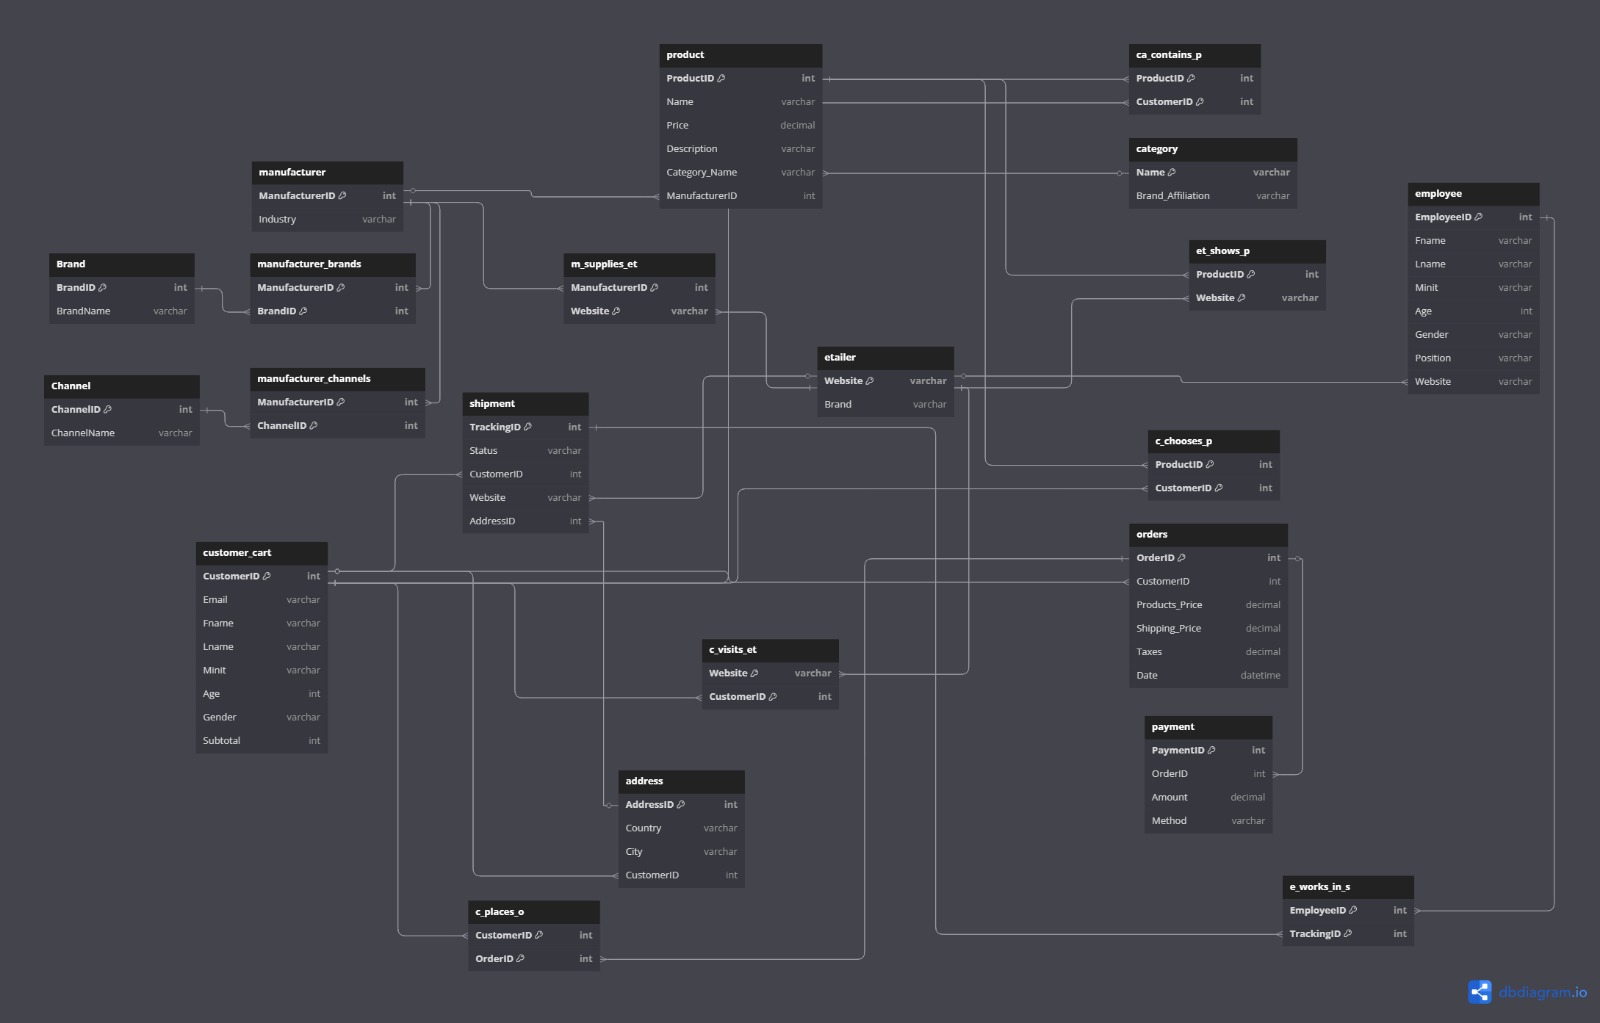 product
ProductID int
Name varchar
Price decimal
Description varchar
Category_Name varchar
ManufacturerID int
ca_contains_p
ProductID int
CustomerID int
category
Name varchar
Brand_Affiliation varchar
manufacturer
ManufacturerID int
Industry varchar
employee
EmployeeID int
Fname varchar
Lname varchar
Minit varchar
Age int
Gender varchar
Position varchar
Website varchar
Brand
BrandID int
BrandName varchar
manufacturer_brands
ManufacturerID int
BrandID int
m_supplies_et
ManufacturerID int
Website varchar
et_shows_p
ProductID int
Website varchar
etailer
Website varchar
Brand varchar
Channel
ChannelID int
ChannelName varchar
manufacturer_channels
ManufacturerID int
ChannelID int
shipment
TrackingID int
Status varchar
CustomerID int
Website varchar
AddressID int
c_chooses_p
ProductID int
CustomerID int
orders
OrderID int
CustomerID int
Products_Price decimal
Shipping_Price decimal
Taxes decimal
Date datetime
customer_cart
CustomerID int
Email varchar
Fname varchar
Lname varchar
Minit varchar
Age int
Gender varchar
Subtotal int
c_visits_et
Website varchar
CustomerID int
payment
PaymentID int
OrderID int
Amount decimal
Method varchar
address
AddressID int
Country varchar
City varchar
CustomerID int
c_places_o
CustomerID int
OrderID int
e_works_in_s
EmployeeID int
TrackingID int
dbdiagram.io